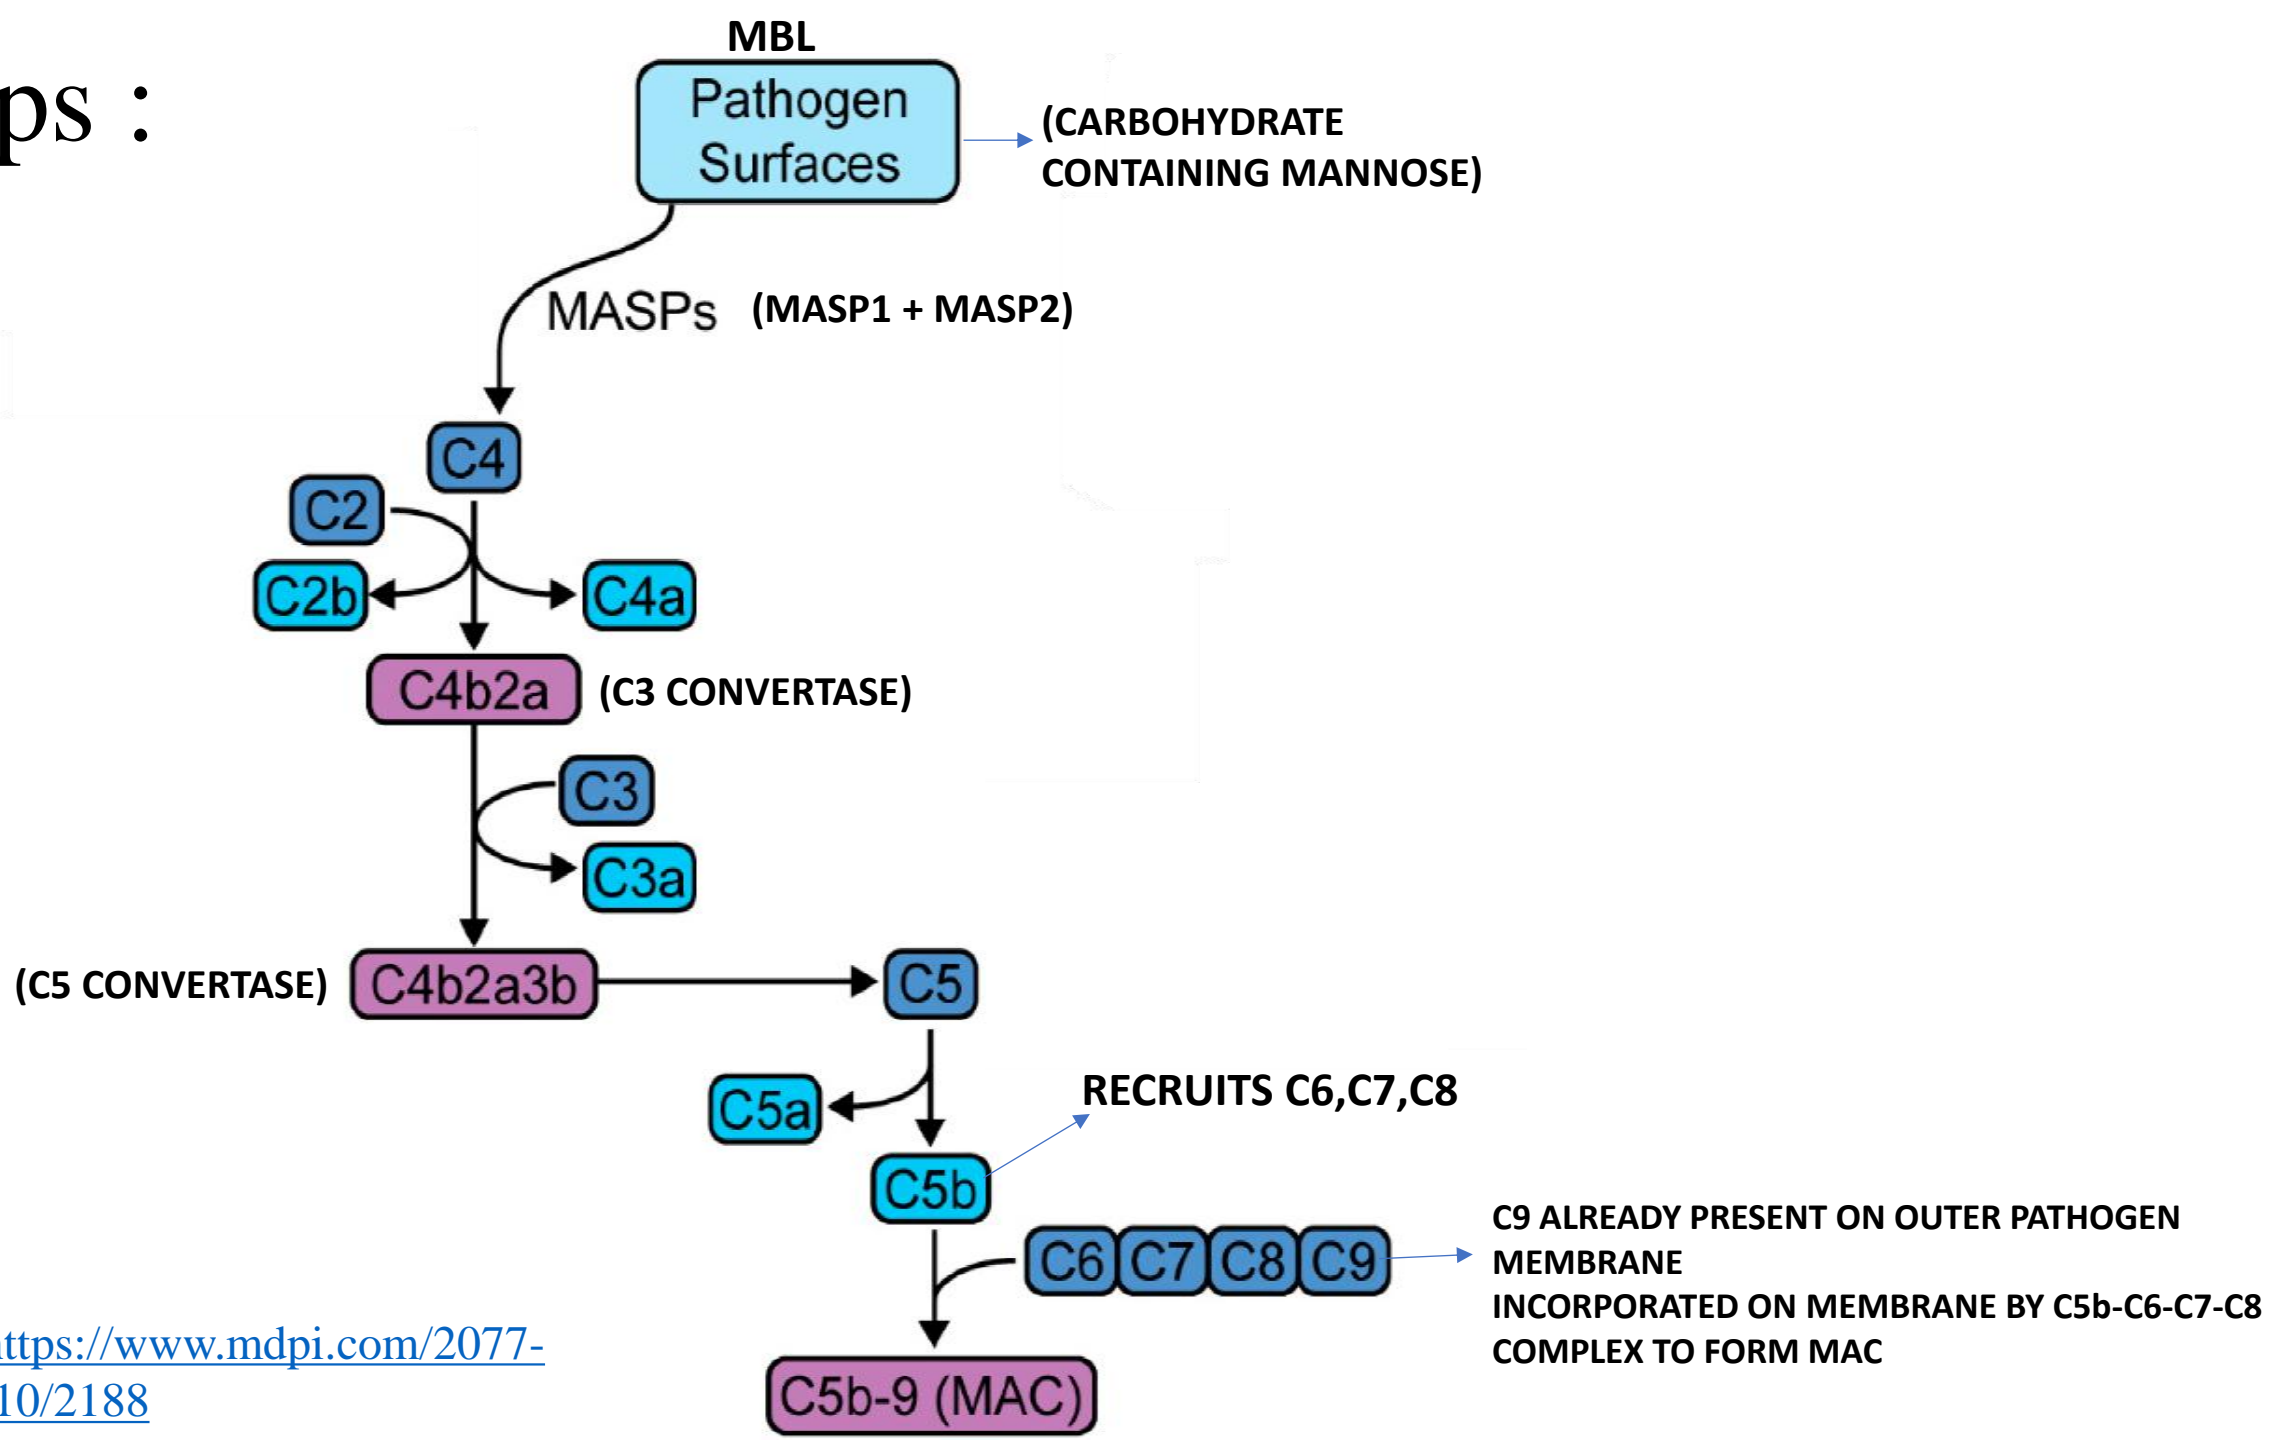 MBL
ps :
Pathogen
Surfaces
(CARBOHYDRATE
CONTAINING MANNOSE)
MASPs (MASP1 + MASP2)
C4
C2
C2b
C4a
C4b2a (C3 CONVERTASE)
C3
C3a
(C5 CONVERTASE) C4b2a3b C5
RECRUITS C6,C7,C8
C5a
C5b
C6 C7 C8 C9
C9 ALREADY PRESENT ON OUTER PATHOGEN
MEMBRANE
INCORPORATED ON MEMBRANE BY C5b-C6-C7-C8
COMPLEX TO FORM MAC
ttps://www.mdpi.com/2077-
10/2188
C5b-9 (MAC)